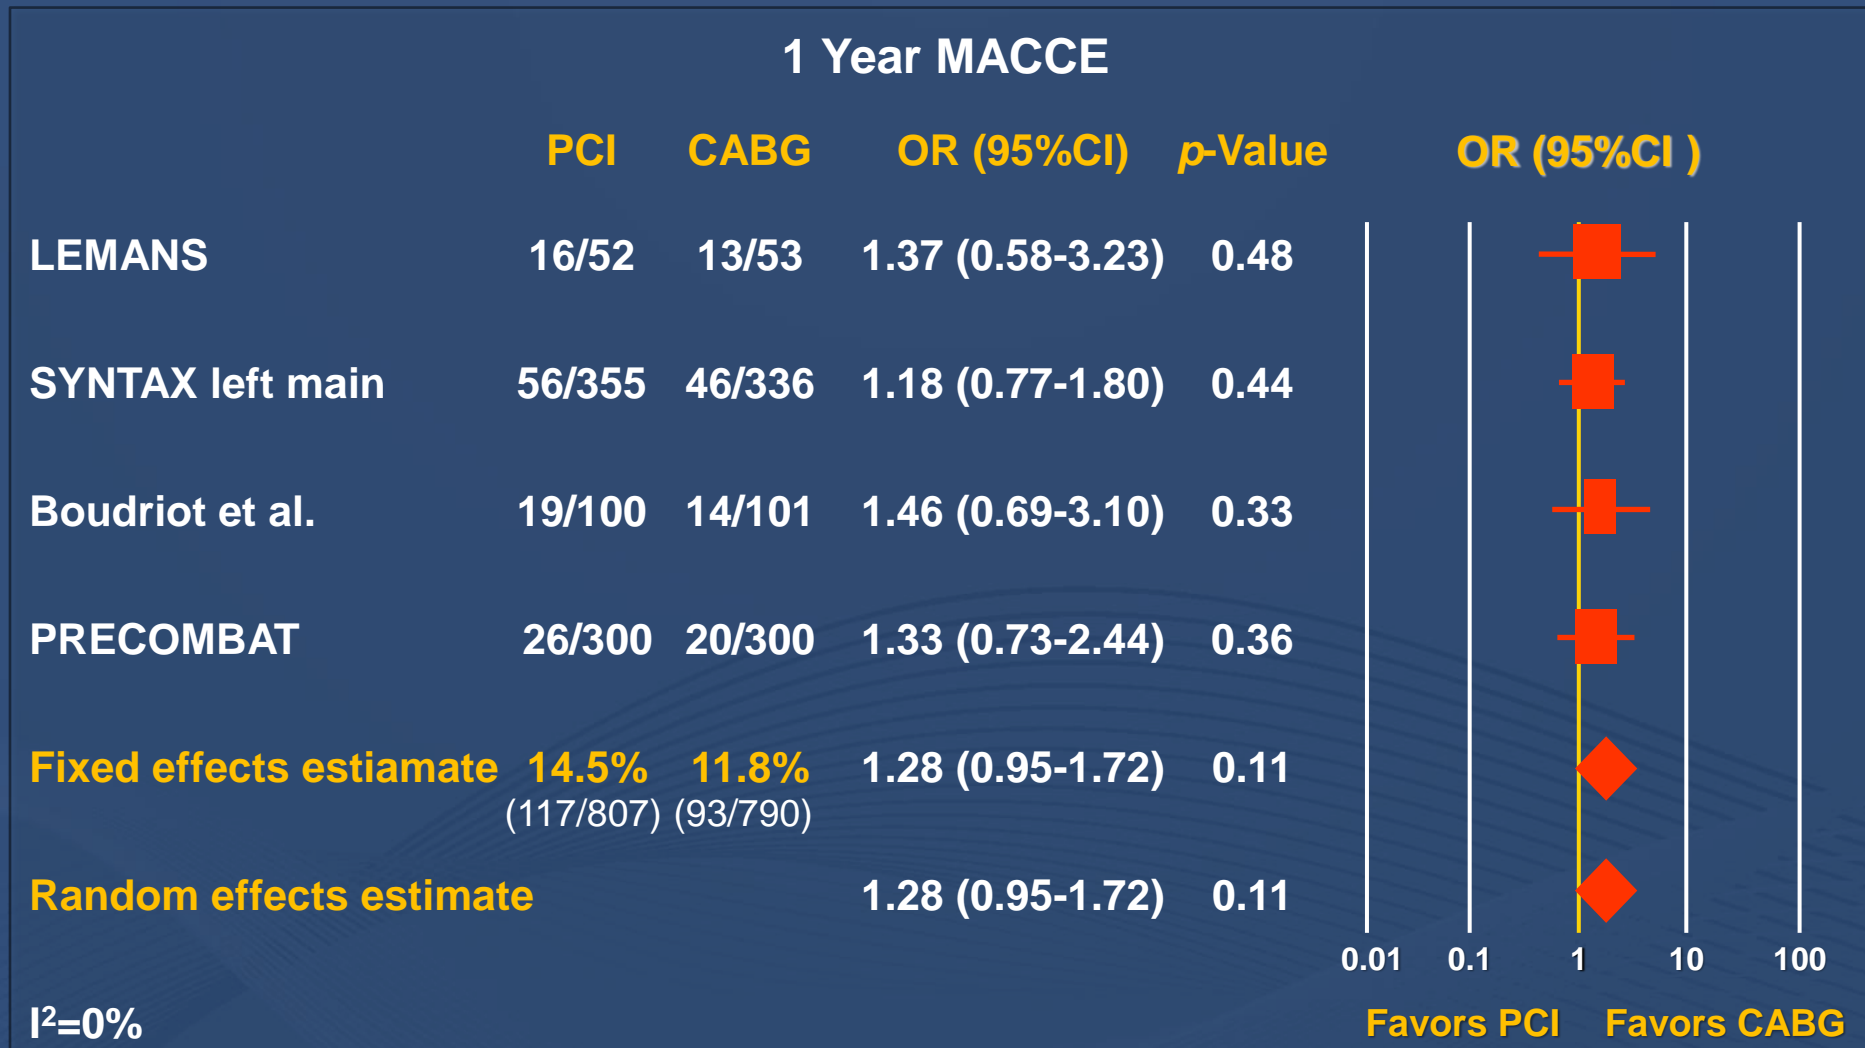 1 Year MACCE
PCI CABG OR (95%CI) p-Value OR (95%CI )
LEMANS 16/52 13/53 1.37 (0.58-3.23) 0.48
SYNTAX left main 56/355 46/336 1.18 (0.77-1.80) 0.44
Boudriot et al. 19/100 14/101 1.46 (0.69-3.10) 0.33
PRECOMBAT 26/300 20/300 1.33 (0.73-2.44) 0.36
Fixed effects estiamate 14.5% 11.8% 1.28 (0.95-1.72) 0.11
(117/807) (93/790)
Random effects estimate 1.28 (0.95-1.72) 0.11
0.01 0.1 1 10 100
I²=0% Favors PCI Favors CABG